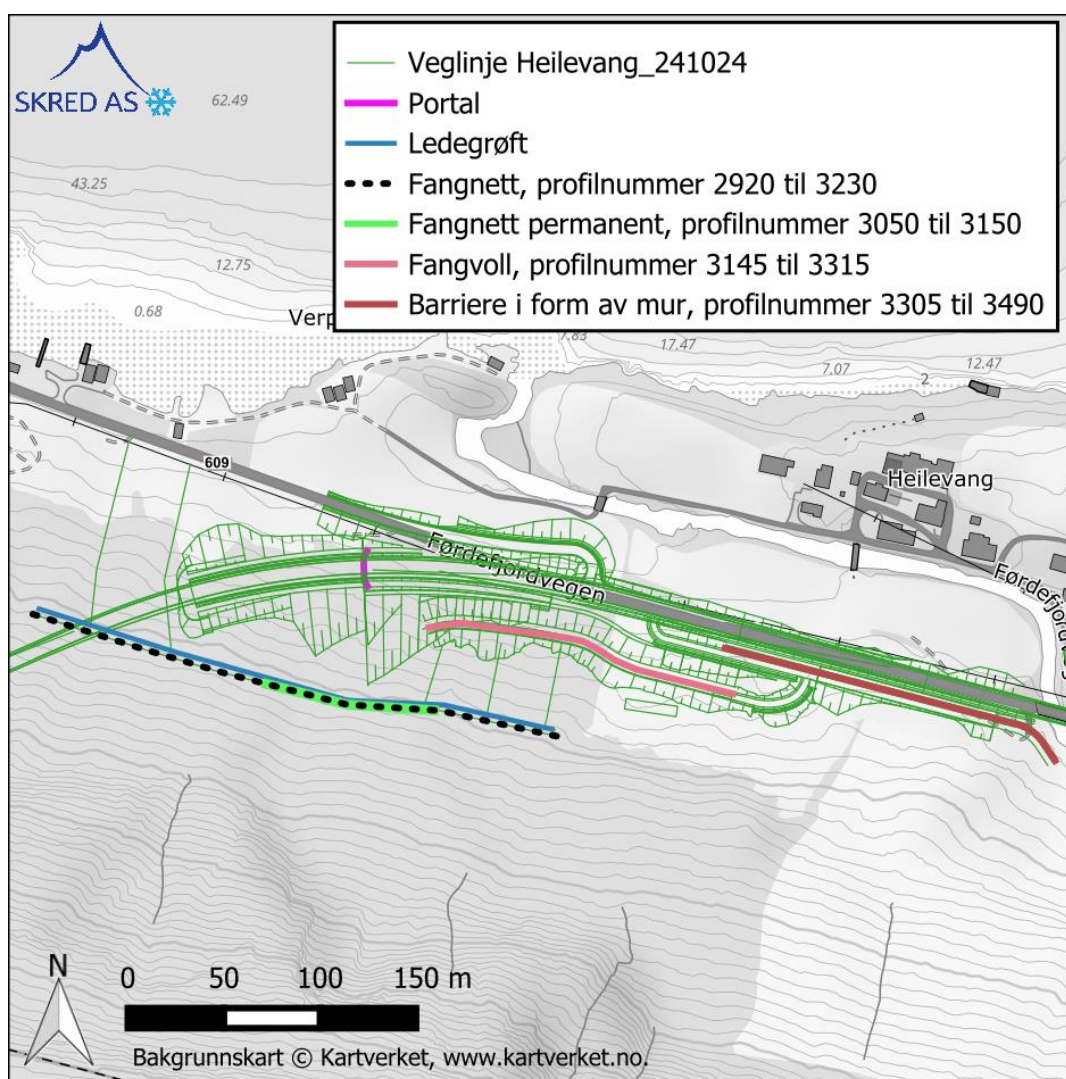 SKRED AS
Veglinje Heilevang_241024
Portal
Ledegrøft
Fangnett, profilnummer 2920 til 3230
Fangnett permanent, profilnummer 3050 til 3150
Fangvoll, profilnummer 3145 til 3315
Barriere i form av mur, profilnummer 3305 til 3490
62.49
43.25
12.75
0.68
Verp
7.83
17.47
7.07
2
12.47
609
Heilevang
Førdefjordvegen
Førdefjordveg
N
0 50 100 150 m
Bakgrunnskart © Kartverket, www.kartverket.no.